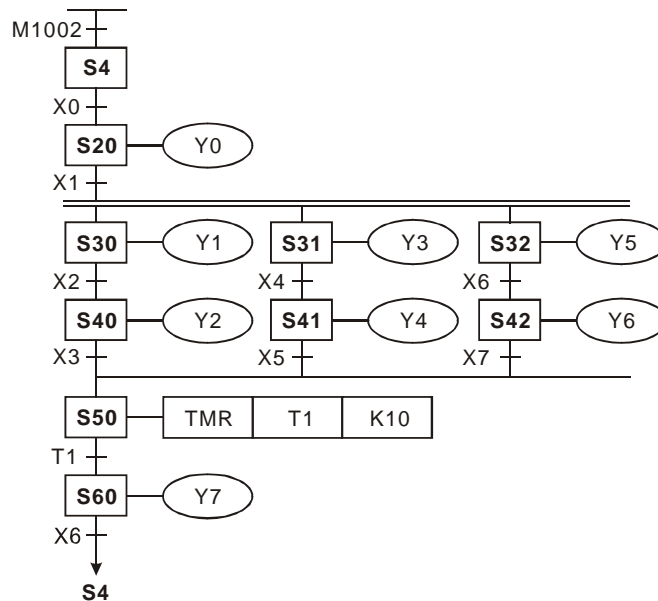 M1002
S4
X0
S20 Y0
X1
S30 Y1 S31 Y3 S32 Y5
X2 X4 X6
S40 Y2 S41 Y4 S42 Y6
X3 X5 X7
S50 TMR T1 K10
T1
S60 Y7
X6
S4